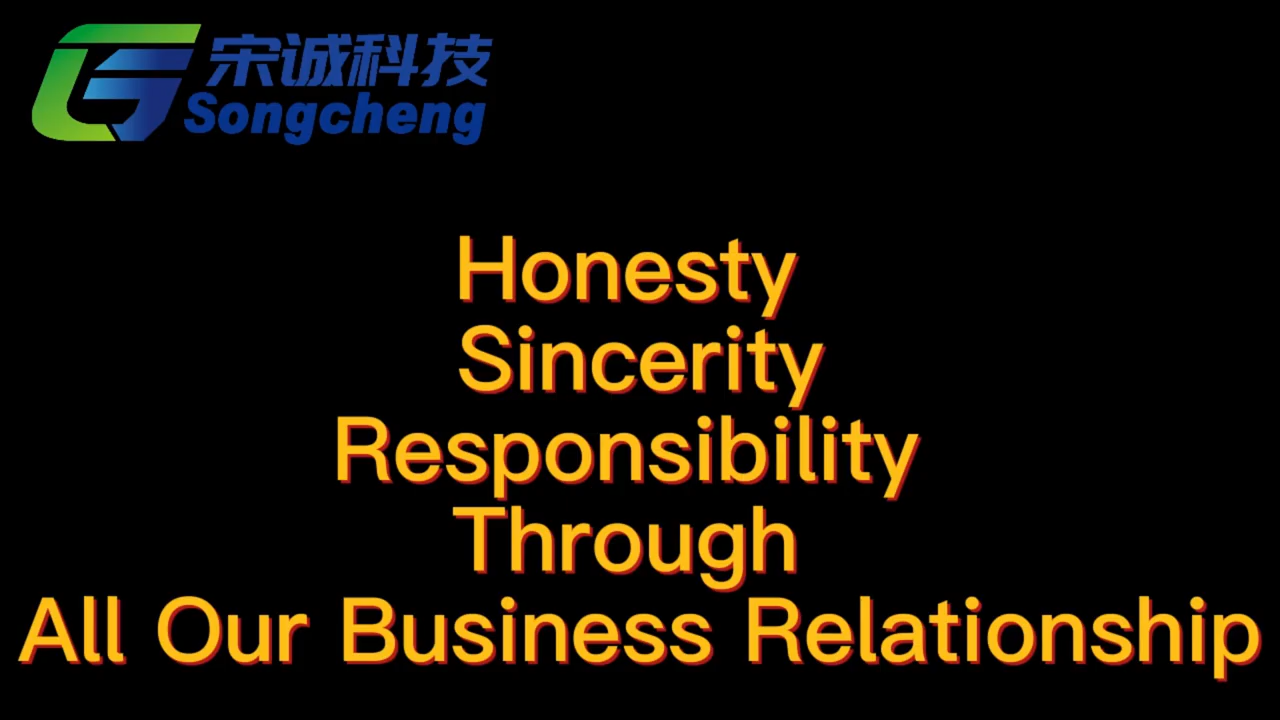 宋诚科技
Songcheng
Honesty
Sincerity
Responsibility
Through
All Our Business Relationship